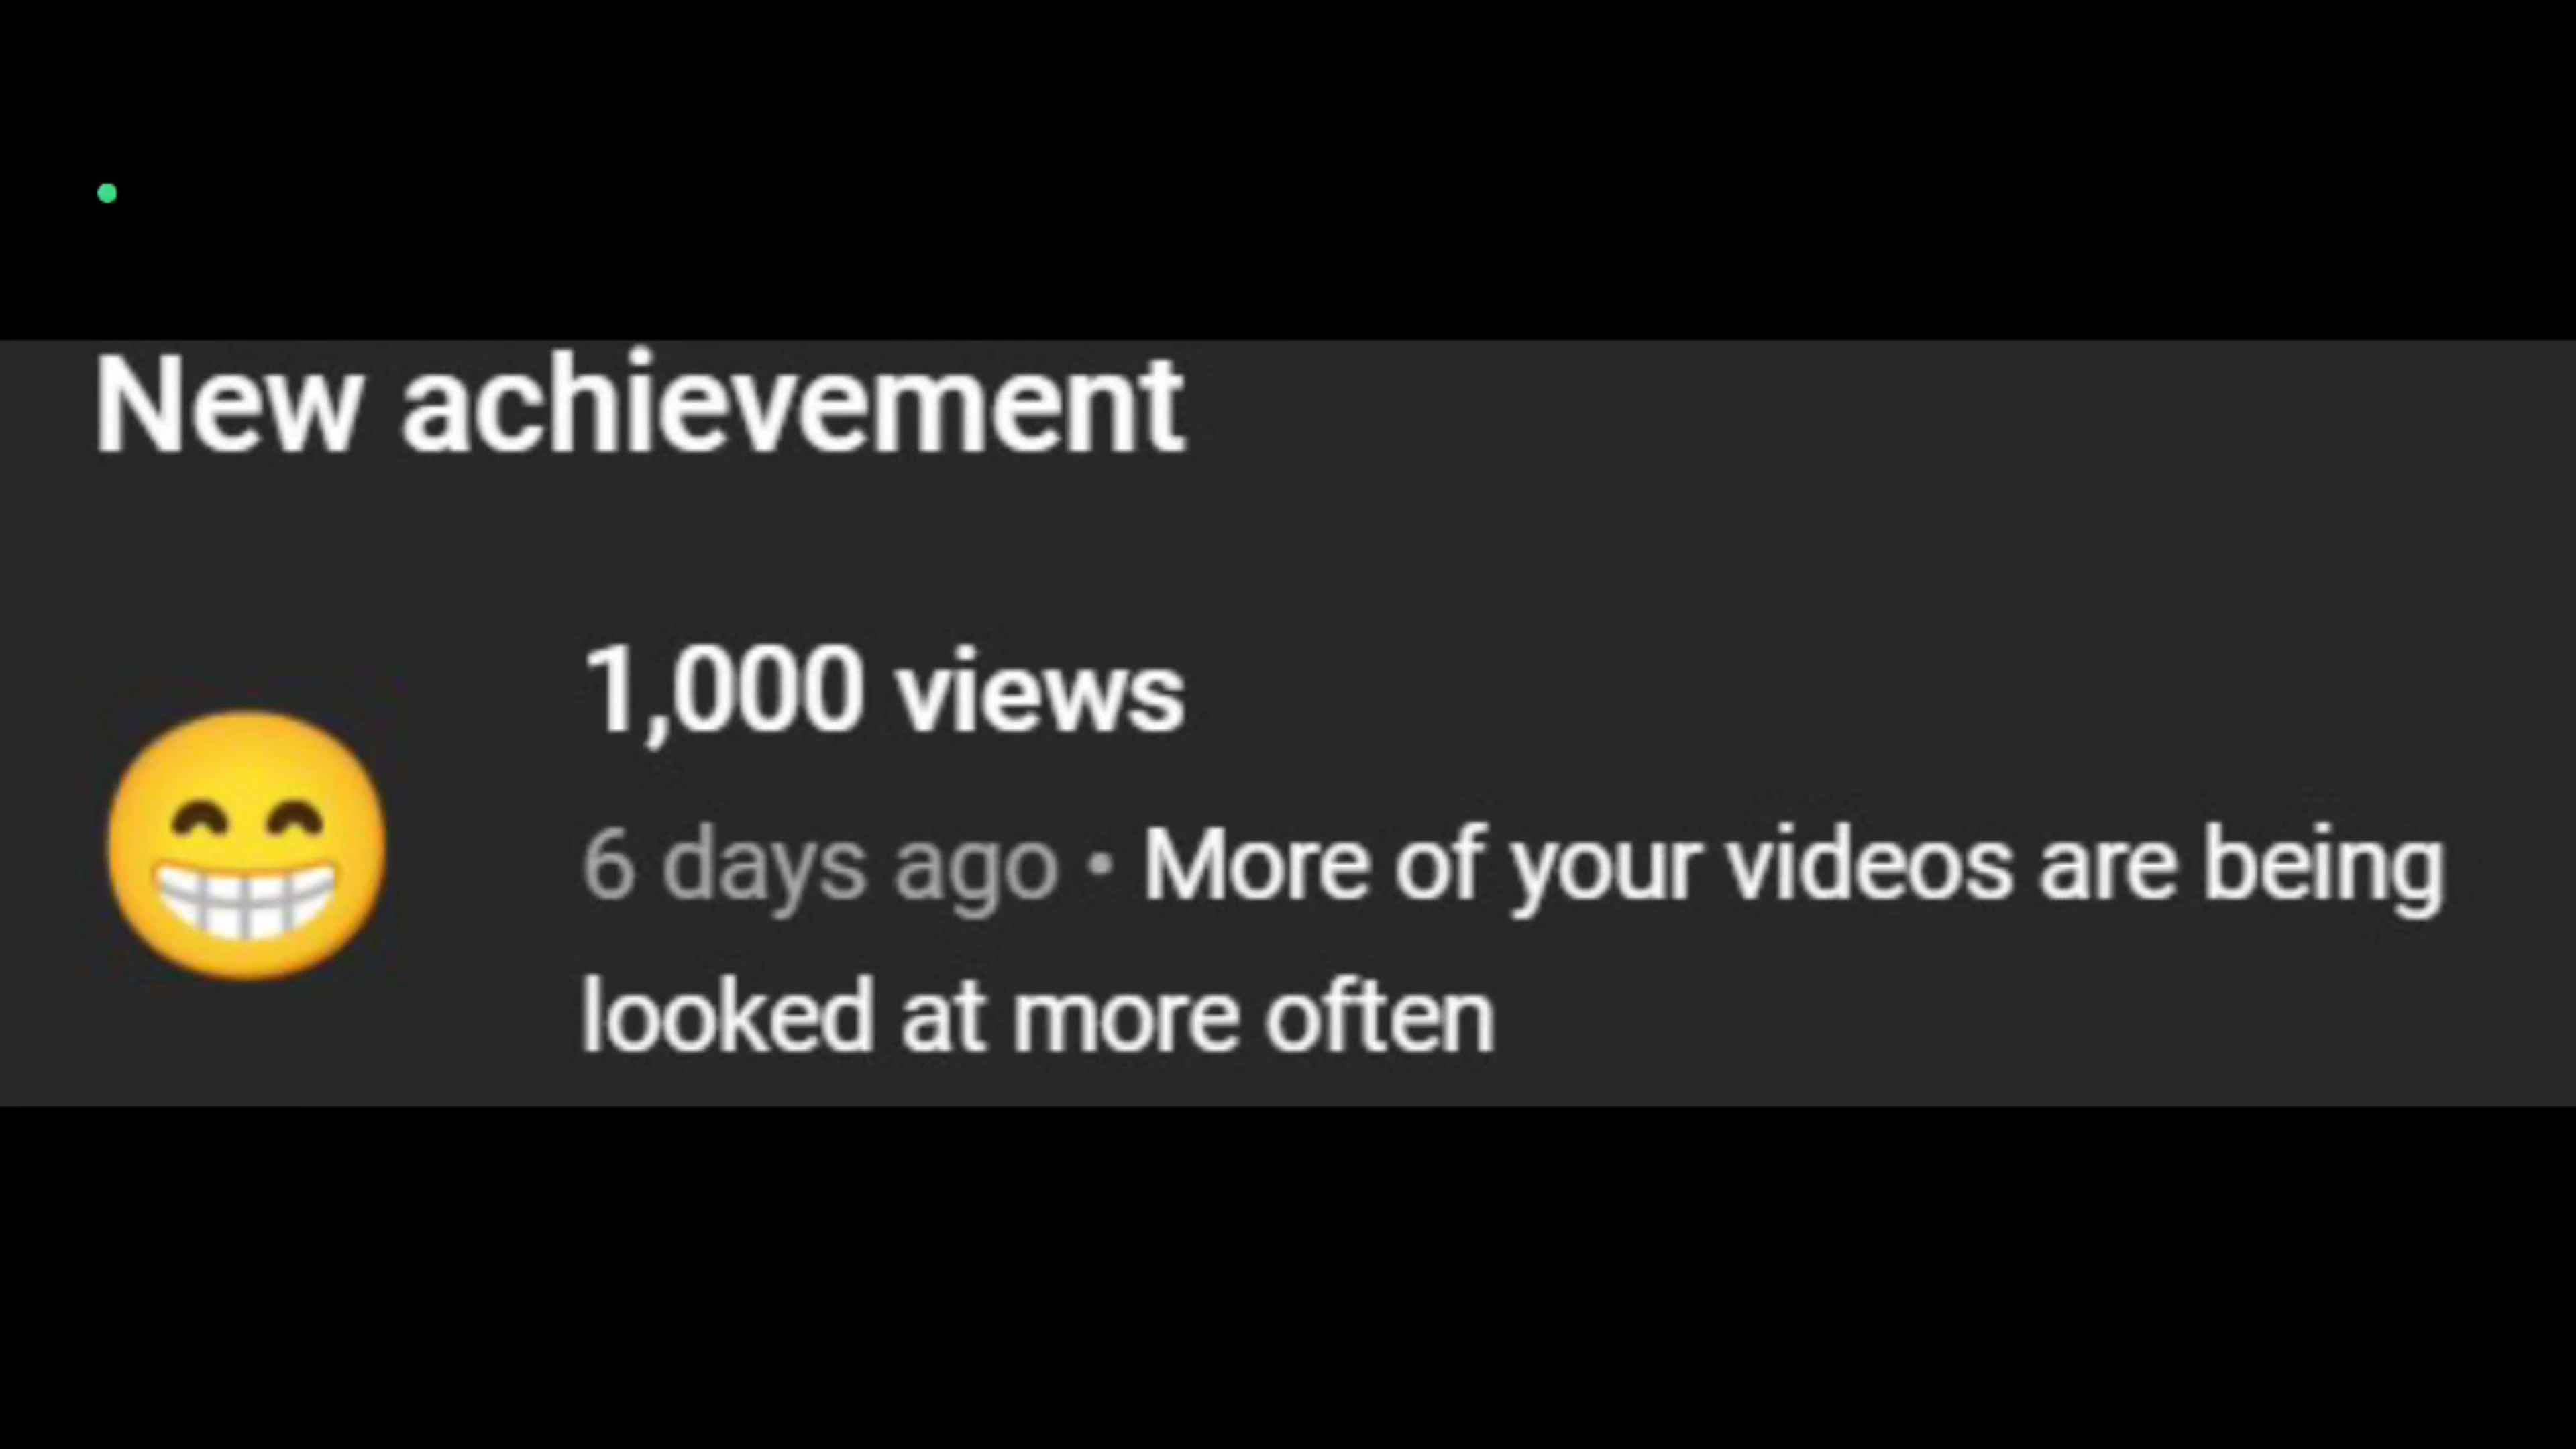 New achievement
1,000 views
6 days ago • More of your videos are being
looked at more often